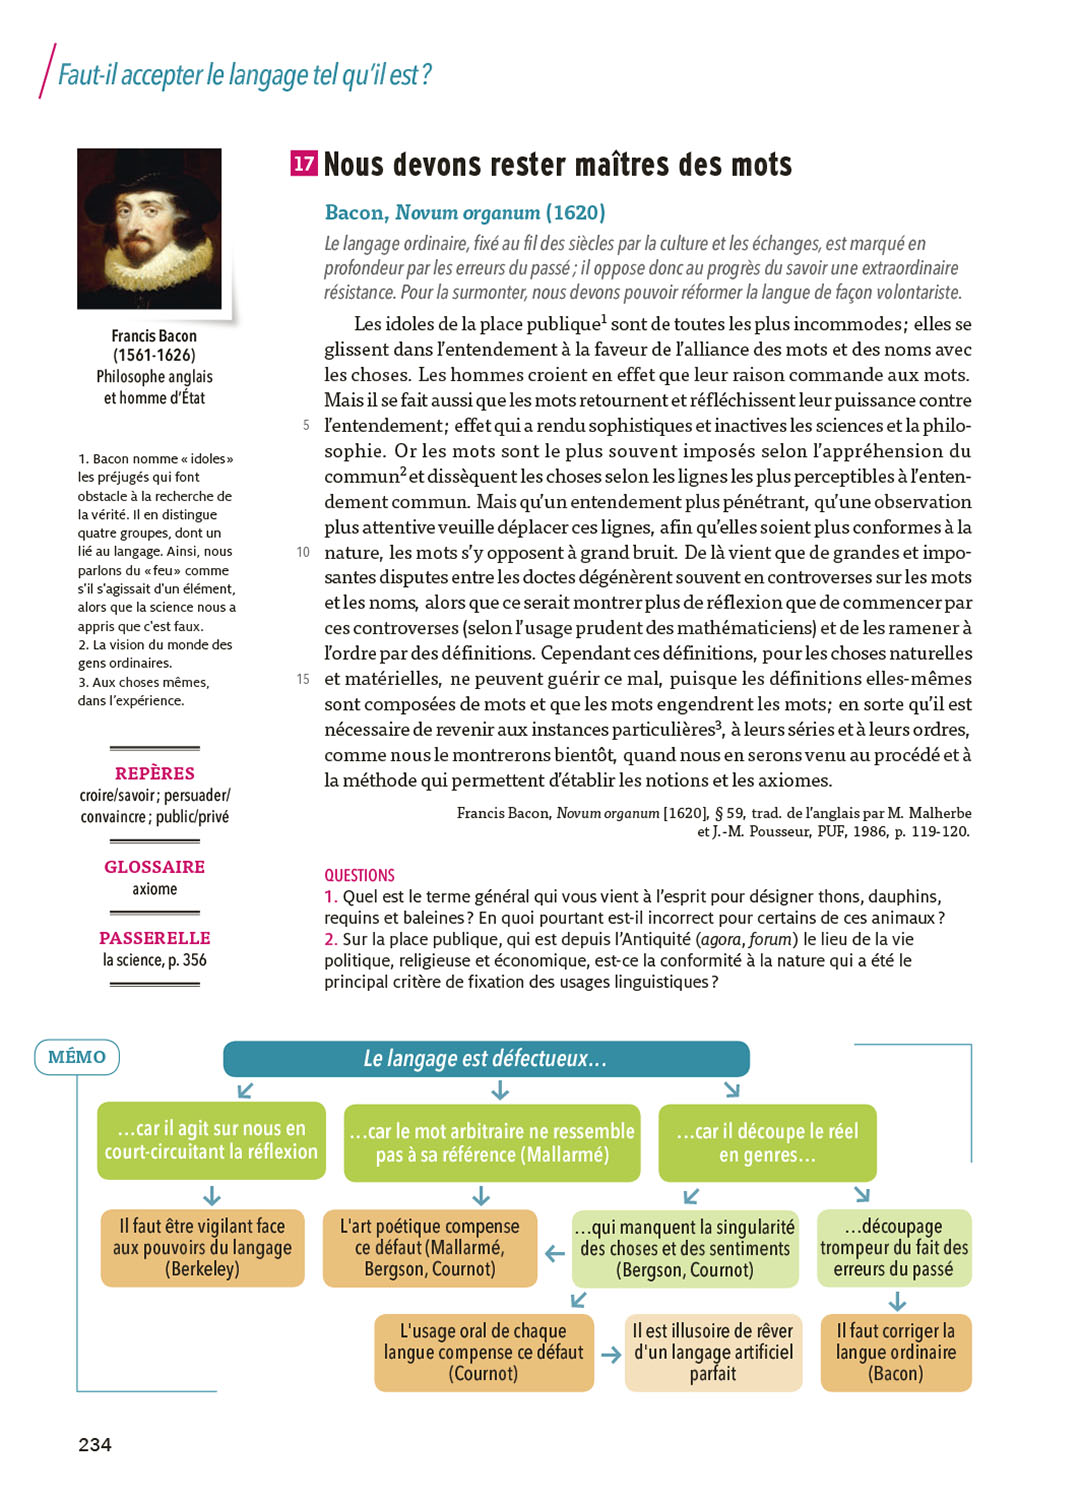 Faut-il accepter le langage tel qu'il est ?
17 Nous devons rester maîtres des mots
Bacon, Novum organum (1620)
Le langage ordinaire, fixé au fil des siècles par la culture et les échanges, est marqué en
profondeur par les erreurs du passé ; il oppose donc au progrès du savoir une extraordinaire
résistance. Pour la surmonter, nous devons pouvoir réformer la langue de façon volontariste.
Francis Bacon
(1561-1626)
Philosophe anglais
et homme d'État
1. Bacon nomme « idoles »
les préjugés qui font
obstacle à la recherche de
la vérité. Il en distingue
quatre groupes, dont un
lié au langage. Ainsi, nous
parlons du « feu » comme
s'il s'agissait d'un élément,
alors que la science nous a
appris que c'est faux.
2. La vision du monde des
gens ordinaires.
3. Aux choses mêmes,
dans l'expérience.
REPÈRES
croire/savoir ; persuader/
convaincre ; public/privé
GLOSSAIRE
axiome
PASSERELLE
la science, p. 356
Les idoles de la place publique¹ sont de toutes les plus incommodes ; elles se
glissent dans l'entendement à la faveur de l'alliance des mots et des noms avec
les choses. Les hommes croient en effet que leur raison commande aux mots.
Mais il se fait aussi que les mots retournent et réfléchissent leur puissance contre
5 l'entendement ; effet qui a rendu sophistiques et inactives les sciences et la philo-
sophie. Or les mots sont le plus souvent imposés selon l'appréhension du
commun² et dissèquent les choses selon les lignes les plus perceptibles à l'enten-
dement commun. Mais qu'un entendement plus pénétrant, qu'une observation
plus attentive veuille déplacer ces lignes, afin qu'elles soient plus conformes à la
10 nature, les mots s'y opposent à grand bruit. De là vient que de grandes et impo-
santes disputes entre les doctes dégénèrent souvent en controverses sur les mots
et les noms, alors que ce serait montrer plus de réflexion que de commencer par
ces controverses (selon l'usage prudent des mathématiciens) et de les ramener à
l'ordre par des définitions. Cependant ces définitions, pour les choses naturelles
15 et matérielles, ne peuvent guérir ce mal, puisque les définitions elles-mêmes
sont composées de mots et que les mots engendrent les mots ; en sorte qu'il est
nécessaire de revenir aux instances particulières³, à leurs séries et à leurs ordres,
comme nous le montrerons bientôt, quand nous en serons venu au procédé et à
la méthode qui permettent d'établir les notions et les axiomes.
Francis Bacon, Novum organum [1620], § 59, trad. de l'anglais par M. Malherbe
et J.-M. Pousseur, PUF, 1986, p. 119-120.
QUESTIONS
1. Quel est le terme général qui vous vient à l'esprit pour désigner thons, dauphins,
requins et baleines ? En quoi pourtant est-il incorrect pour certains de ces animaux ?
2. Sur la place publique, qui est depuis l'Antiquité (agora, forum) le lieu de la vie
politique, religieuse et économique, est-ce la conformité à la nature qui a été le
principal critère de fixation des usages linguistiques ?
MÉMO
Le langage est défectueux...
...car il agit sur nous en
court-circuitant la réflexion
...car le mot arbitraire ne ressemble
pas à sa référence (Mallarmé)
...car il découpe le réel
en genres...
Il faut être vigilant face
aux pouvoirs du langage
(Berkeley)
L'art poétique compense
ce défaut (Mallarmé,
Bergson, Cournot)
...qui manquent la singularité
des choses et des sentiments
(Bergson, Cournot)
...découpage
trompeur du fait des
erreurs du passé
L'usage oral de chaque
langue compense ce défaut
(Cournot)
Il est illusoire de rêver
d'un langage artificiel
parfait
Il faut corriger la
langue ordinaire
(Bacon)
234